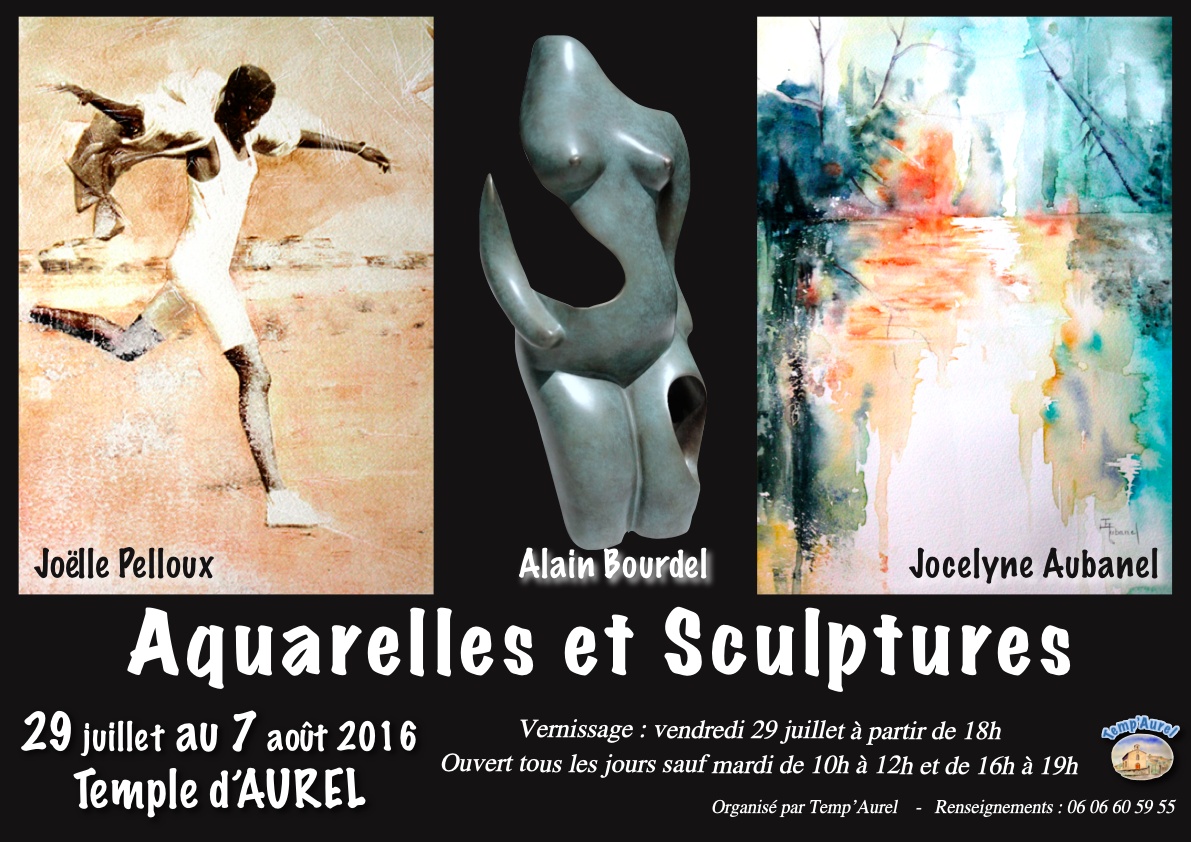 Aubanel
Joëlle Pelloux
Alain Bourdel
Jocelyne Aubanel
Aquarelles et Sculptures
29 juillet au 7 août 2016
Temple d'AUREL
Vernissage : vendredi 29 juillet à partir de 18h
Ouvert tous les jours sauf mardi de 10h à 12h et de 16h à 19h
Temp'Aurel
Organisé par Temp'Aurel - Renseignements : 06 06 60 59 55